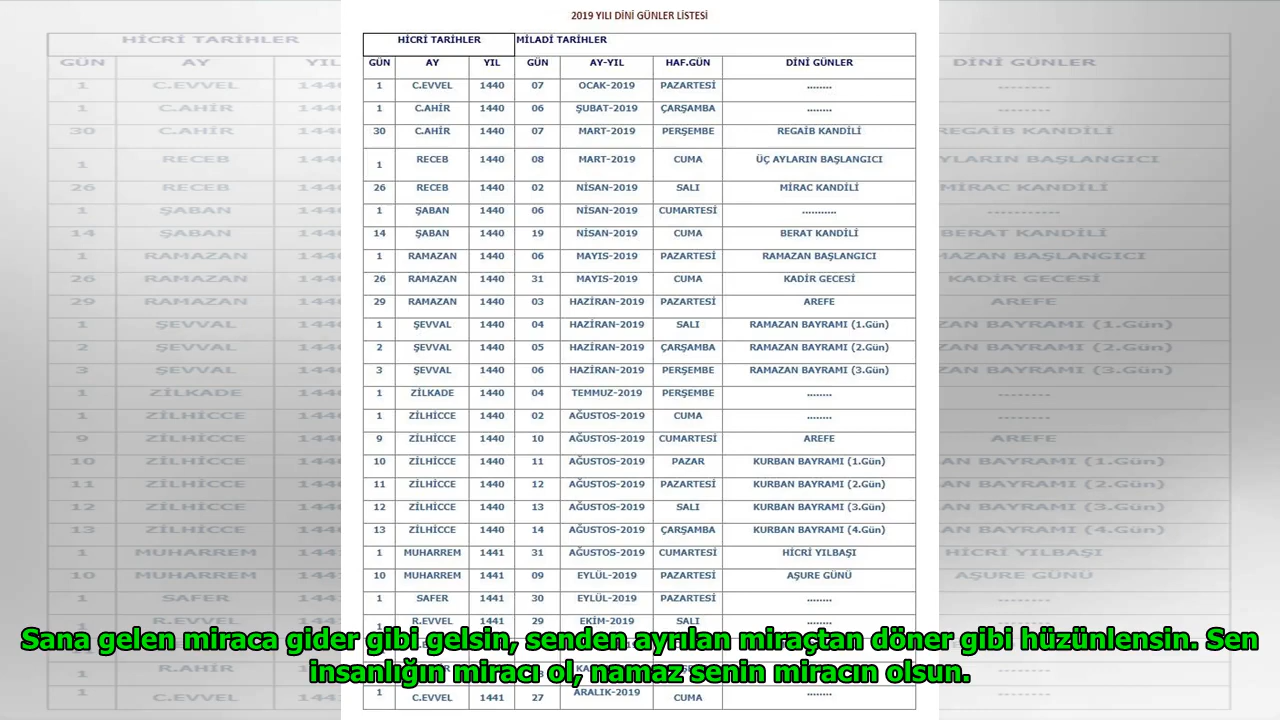 2019 YILI DİNİ GÜNLER LİSTESİ
HİCRİ TARİHLER MİLADİ TARİHLER
GÜN AY YIL GÜN AY-YIL HAF.GÜN DİNİ GÜNLER
1 C.EVVEL 1440 07 OCAK-2019 PAZARTESİ ........
1 C.AHİR 1440 06 ŞUBAT-2019 ÇARŞAMBA ........
30 C.AHİR 1440 07 MART-2019 PERŞEMBE REGAİB KANDİLİ
1 RECEB 1440 08 MART-2019 CUMA ÜÇ AYLARIN BAŞLANGICI
26 RECEB 1440 02 NİSAN-2019 SALI MİRAC KANDİLİ
1 ŞABAN 1440 06 NİSAN-2019 CUMARTESİ ...........
14 ŞABAN 1440 19 NİSAN-2019 CUMA BERAT KANDİLİ
1 RAMAZAN 1440 06 MAYIS-2019 PAZARTESİ RAMAZAN BAŞLANGICI
26 RAMAZAN 1440 31 MAYIS-2019 CUMA KADİR GECESİ
29 RAMAZAN 1440 03 HAZİRAN-2019 PAZARTESİ AREFE
1 ŞEVVAL 1440 04 HAZİRAN-2019 SALI RAMAZAN BAYRAMI (1.Gün)
2 ŞEVVAL 1440 05 HAZİRAN-2019 ÇARŞAMBA RAMAZAN BAYRAMI (2.Gün)
3 ŞEVVAL 1440 06 HAZİRAN-2019 PERŞEMBE RAMAZAN BAYRAMI (3.Gün)
1 ZİLKADE 1440 04 TEMMUZ-2019 PERŞEMBE ........
1 ZİLHİCCE 1440 02 AĞUSTOS-2019 CUMA ........
9 ZİLHİCCE 1440 10 AĞUSTOS-2019 CUMARTESİ AREFE
10 ZİLHİCCE 1440 11 AĞUSTOS-2019 PAZAR KURBAN BAYRAMI (1.Gün)
11 ZİLHİCCE 1440 12 AĞUSTOS-2019 PAZARTESİ KURBAN BAYRAMI (2.Gün)
12 ZİLHİCCE 1440 13 AĞUSTOS-2019 SALI KURBAN BAYRAMI (3.Gün)
13 ZİLHİCCE 1440 14 AĞUSTOS-2019 ÇARŞAMBA KURBAN BAYRAMI (4.Gün)
1 MUHARREM 1441 31 AĞUSTOS-2019 CUMARTESİ HİCRİ YILBAŞI
10 MUHARREM 1441 09 EYLÜL-2019 PAZARTESİ AŞURE GÜNÜ
1 SAFER 1441 30 EYLÜL-2019 PAZARTESİ ........
1 R.EVVEL 1441 29 EKİM-2019 SALI ........
Sana gelen miraca gider gibi gelsin, senden ayrılan miraçtan döner gibi hüzünlensin. Sen
insanlığın miracı ol, namaz senin miracın olsun.
1 C.EVVEL 1441 27 ARALIK-2019 CUMA ........